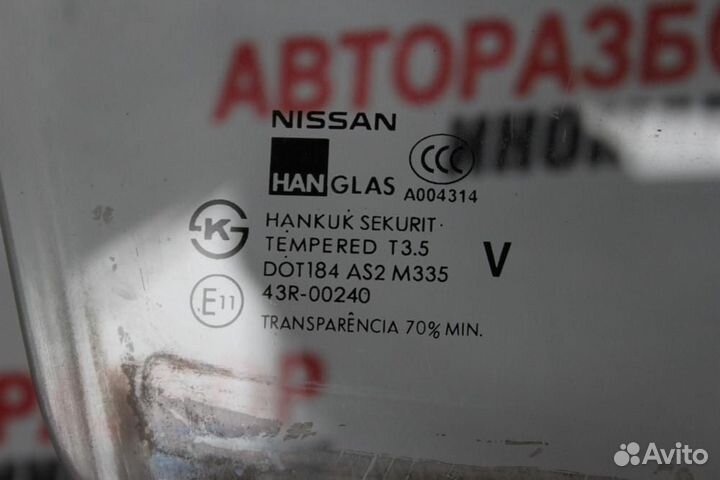 АВТОРАЗБО
NISSAN
HANGLAS
CCC
A004314
K
HANKUK SEKURIT
TEMPERED T3.5
V
DOT184 AS2 M335
E11
43R-00240
TRANSPARÊNCIA 70% MIN.
Avito